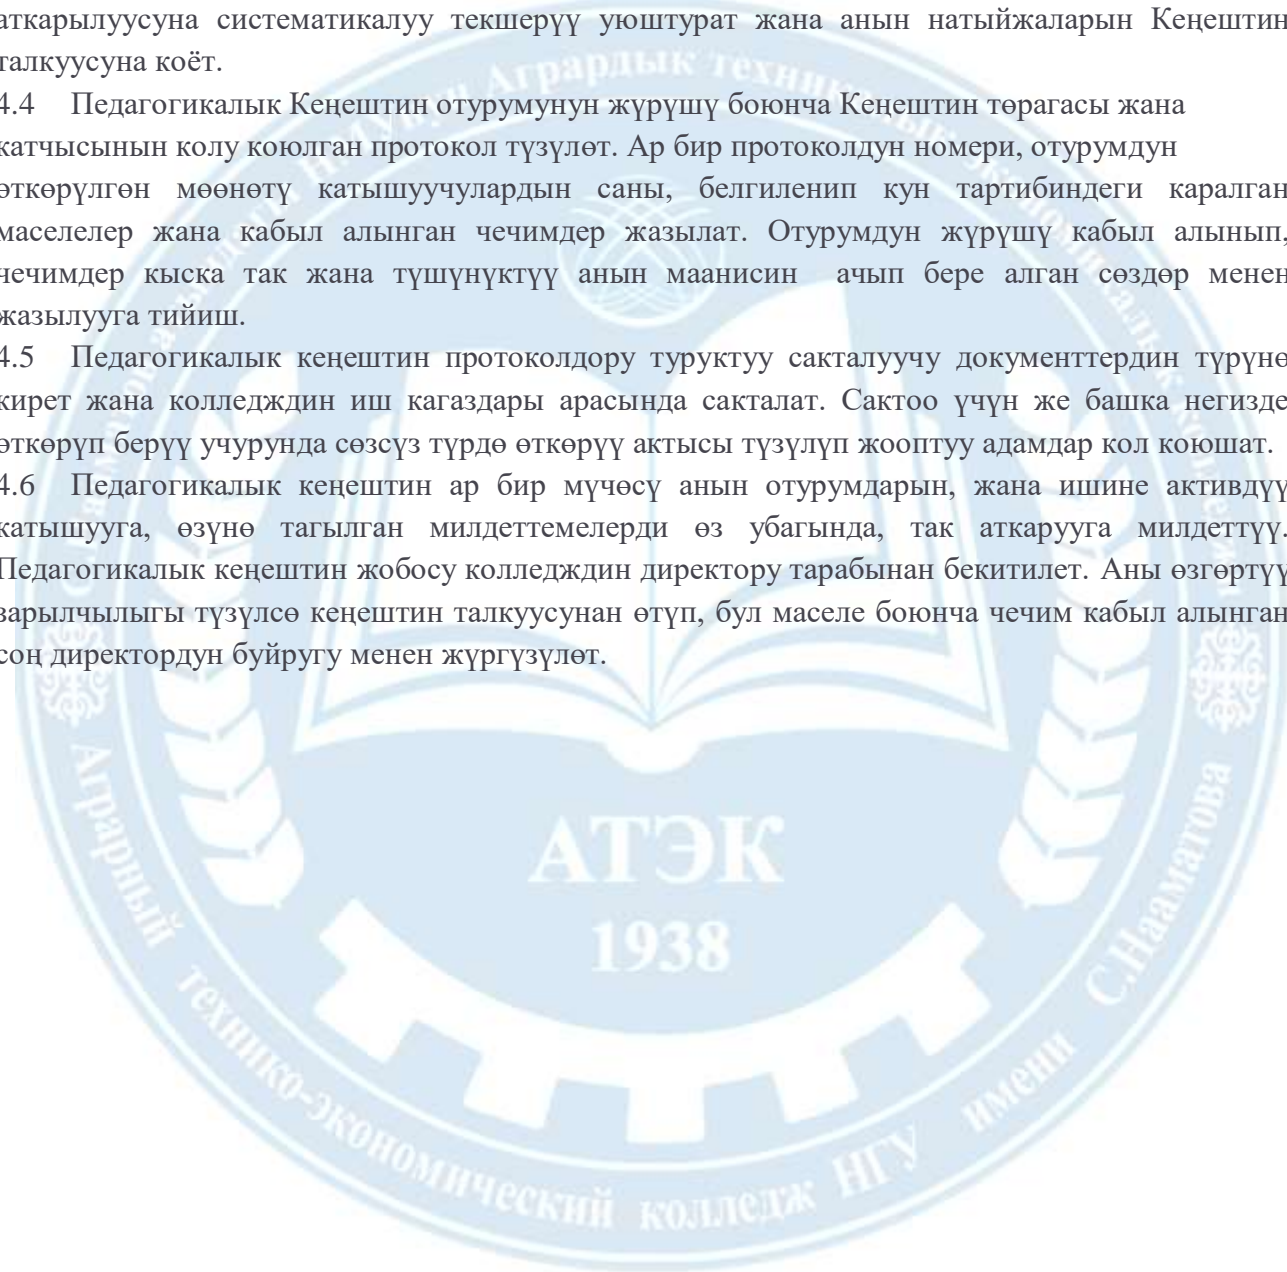 аткарылуусуна систематикалуу текшерүү уюштурат жана анын натыйжаларын Кеңештин
талкуусуна коёт.
4.4 Педагогикалык Кеңештин отурумунун жүрүшү боюнча Кеңештин төрагасы жана
катчысынын колу коюлган протокол түзүлөт. Ар бир протоколдун номери, отурумдун
өткөрүлгөн мөөнөтү катышуучулардын саны, белгиленип кун тартибиндеги каралган
маселелер жана кабыл алынган чечимдер жазылат. Отурумдун жүрүшү кабыл алынып,
чечимдер кыска так жана түшүнүктүү анын маанисин ачып бере алган сөздөр менен
жазылууга тийиш.
4.5 Педагогикалык кеңештин протоколдору туруктуу сакталуучу документтердин түрүнө
кирет жана колледждин иш кагаздары арасында сакталат. Сактоо үчүн же башка негизде
өткөрүп берүү учурунда сөзсүз түрдө өткөрүү актысы түзүлүп жооптуу адамдар кол коюшат.
4.6 Педагогикалык кеңештин ар бир мүчөсү анын отурумдарын, жана ишине активдүү
катышууга, өзүнө тагылган милдеттемелерди өз убагында, так аткарууга милдеттүү.
Педагогикалык кеңештин жобосу колледждин директору тарабынан бекитилет. Аны өзгөртүү
зарылчылыгы түзүлсө кеңештин талкуусунан өтүп, бул маселе боюнча чечим кабыл алынган
соң директордун буйругу менен жүргүзүлөт.
АТЭК
1938
Аграрный технико-экономический колледж НГУ имени С.Нааматова